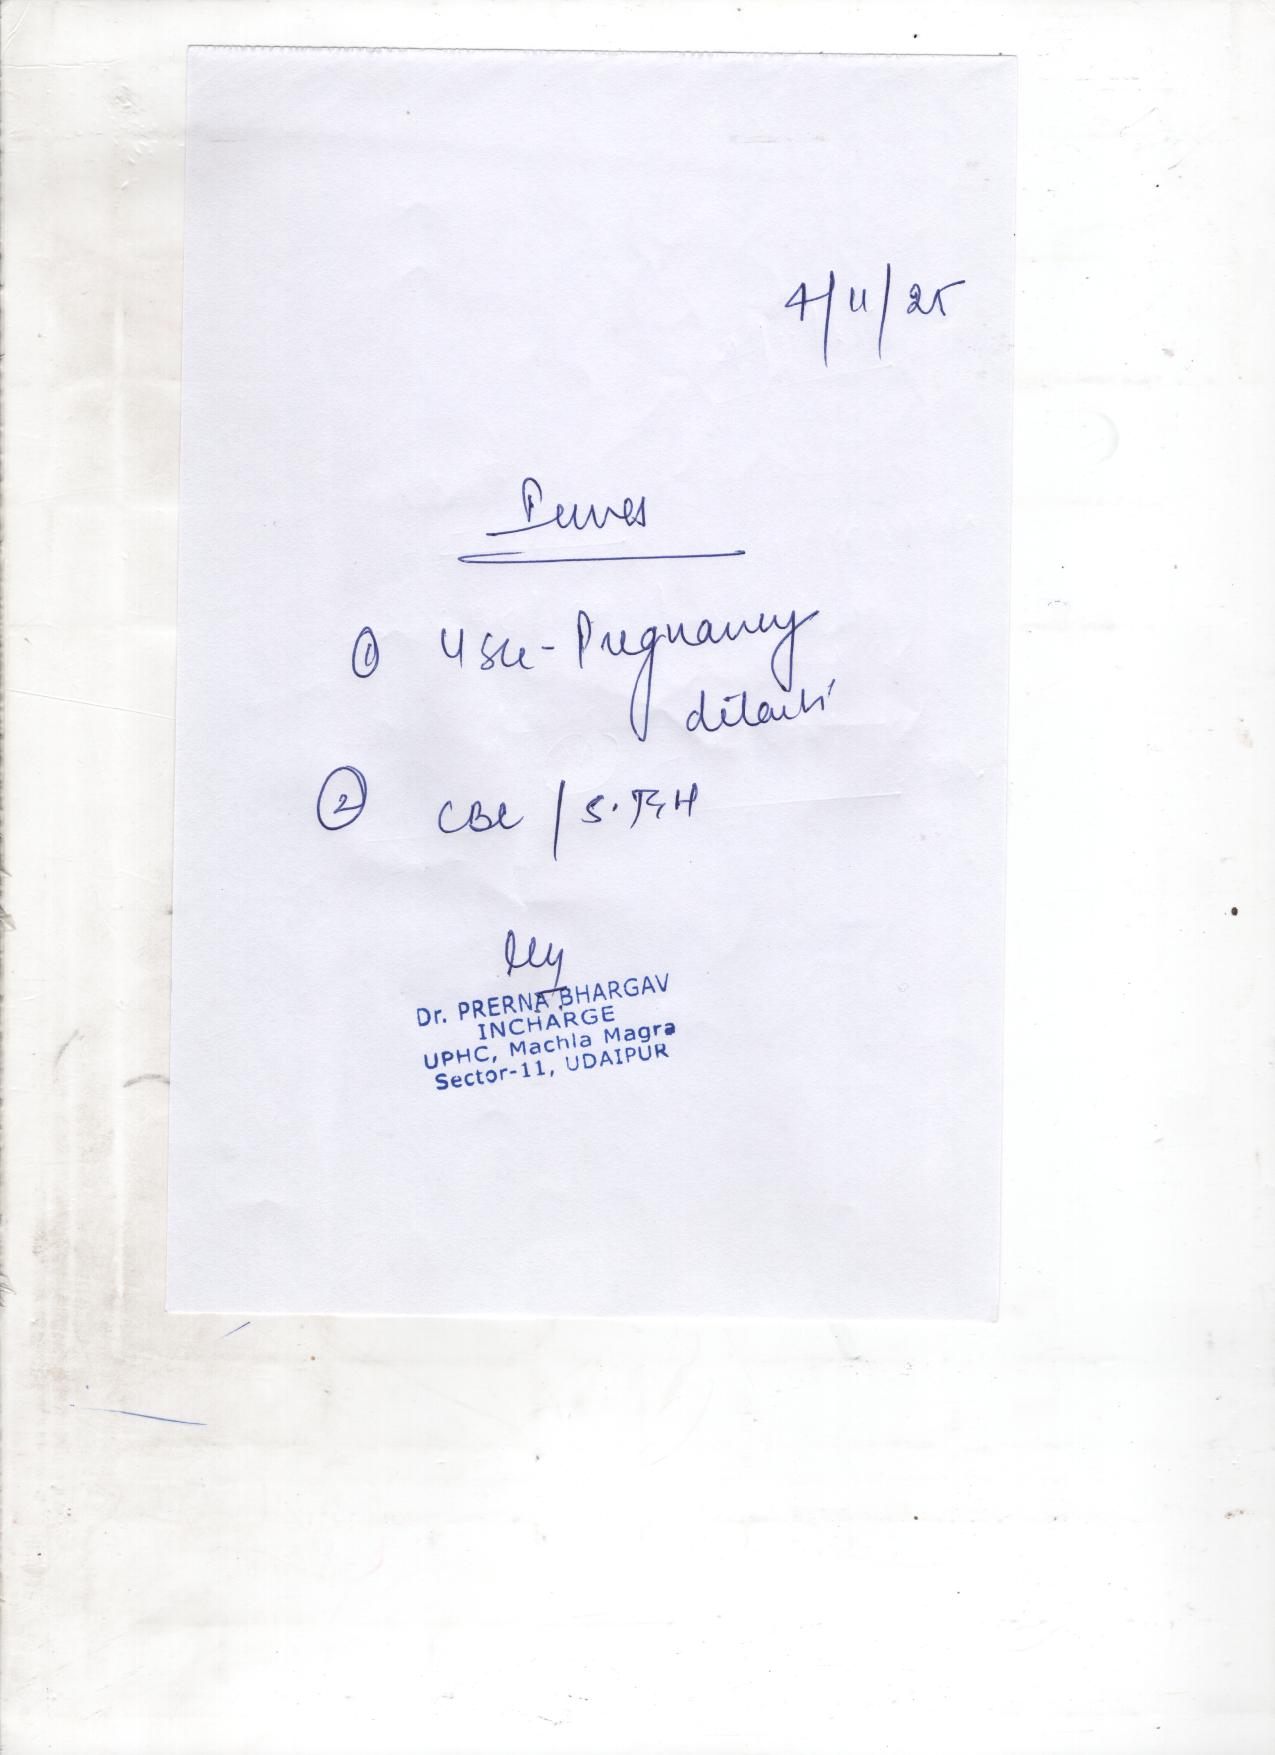 4/11/25
① USG - Pregnancy
details
② CBC / S. TSH
Dr. PRERNA BHARGAV
INCHARGE
UPHC, Machla Magra
Sector-11, UDAIPUR